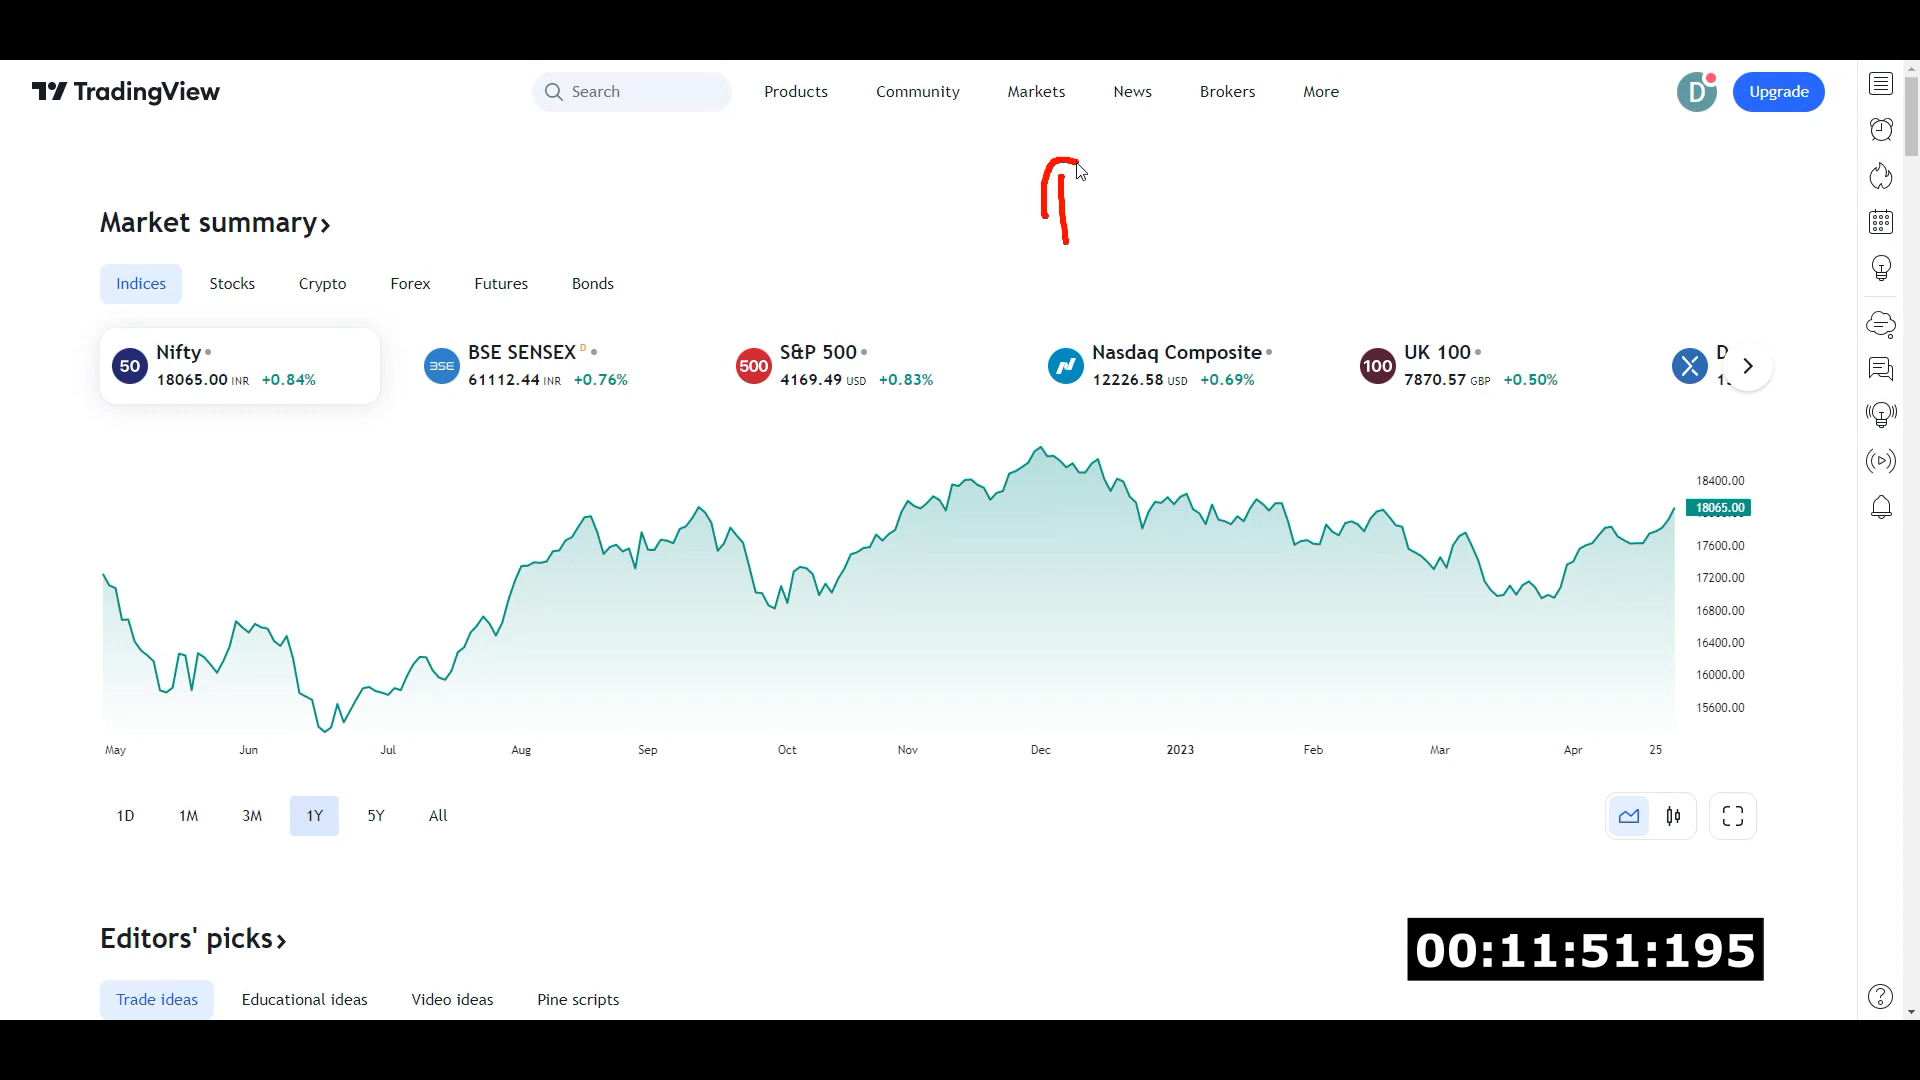 TradingView
Search
Products
Community
Markets
News
Brokers
More
D
Upgrade
Market summary
Indices
Stocks
Crypto
Forex
Futures
Bonds
50
Nifty
18065.00 INR +0.84%
BSE
BSE SENSEX D
61112.44 INR +0.76%
500
S&P 500
4169.49 USD +0.83%
Nasdaq Composite
12226.58 USD +0.69%
100
UK 100
7870.57 GBP +0.50%
18400.00
18065.00
17600.00
17200.00
16800.00
16400.00
16000.00
15600.00
May
Jun
Jul
Aug
Sep
Oct
Nov
Dec
2023
Feb
Mar
Apr
25
1D
1M
3M
1Y
5Y
All
Editors' picks
00:11:51:195
Trade ideas
Educational ideas
Video ideas
Pine scripts